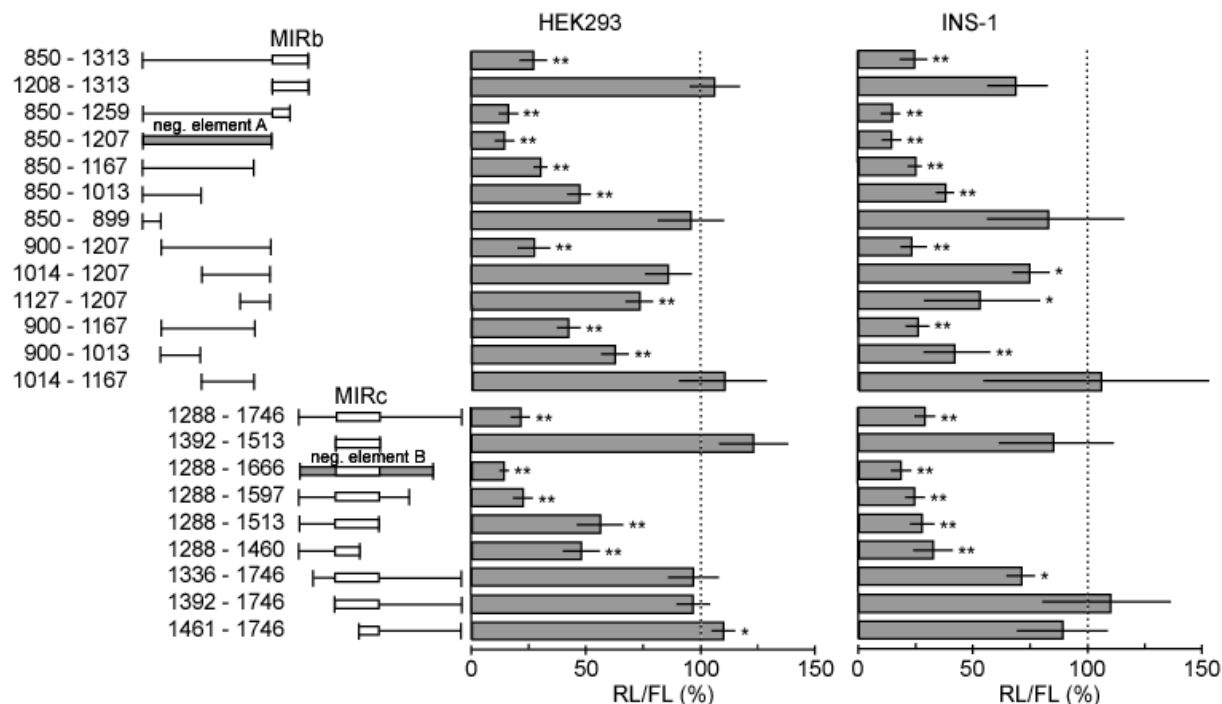 HEK293 INS-1
MIRb
850 - 1313 ** **
1208 - 1313
850 - 1259 ** **
neg. element A
850 - 1207 ** **
850 - 1167 ** **
850 - 1013 ** **
850 - 899
900 - 1207 ** **
1014 - 1207 *
1127 - 1207 ** *
900 - 1167 ** **
900 - 1013 ** **
1014 - 1167
MIRc
1288 - 1746 ** **
1392 - 1513
neg. element B
1288 - 1666 ** **
1288 - 1597 ** **
1288 - 1513 ** **
1288 - 1460 ** **
1336 - 1746 *
1392 - 1746
1461 - 1746 *
0 50 100 150 0 50 100 150
RL/FL (%) RL/FL (%)